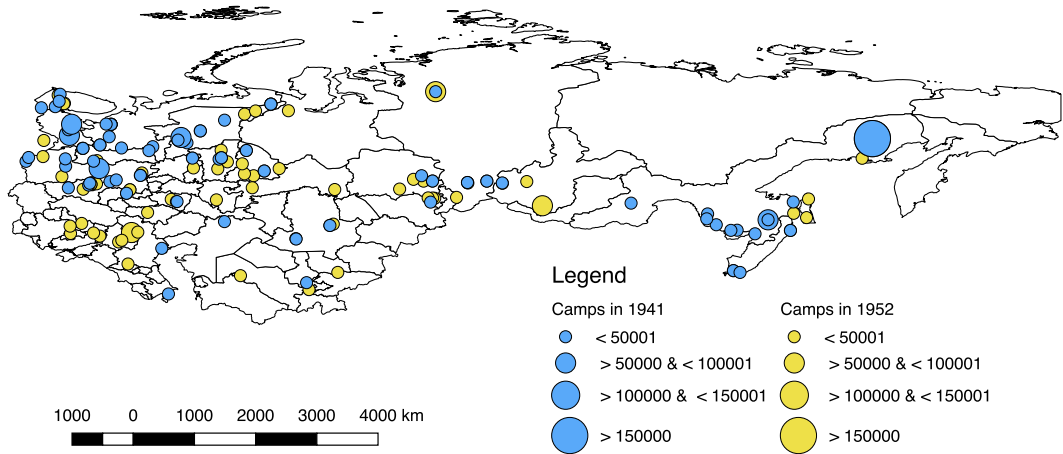 Legend
Camps in 1941 Camps in 1952
< 50001 < 50001
> 50000 & < 100001 > 50000 & < 100001
> 100000 & < 150001 > 100000 & < 150001
> 150000 > 150000
1000 0 1000 2000 3000 4000 km